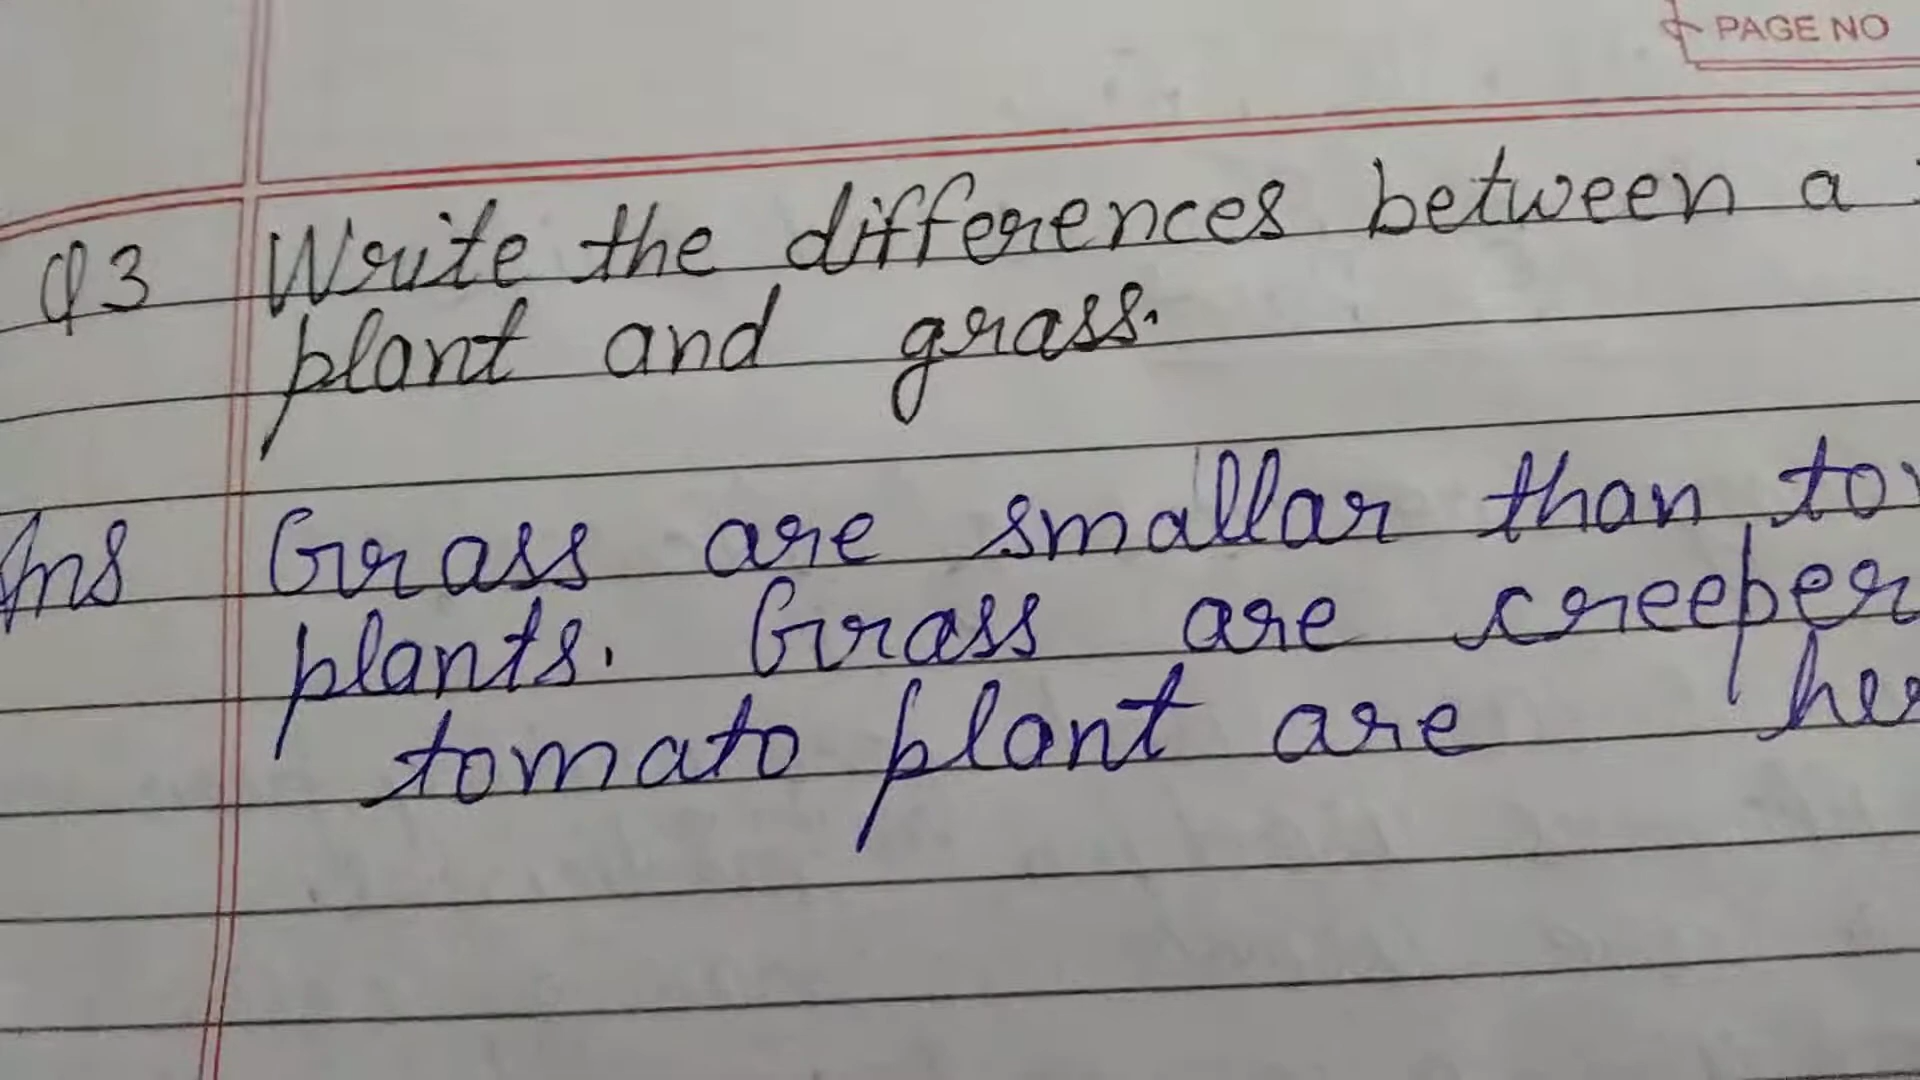 PAGE NO
Q3 Write the differences between a
plant and grass.
Ans Grass are smallar than
plants. Grass are creeper
tomato plant are